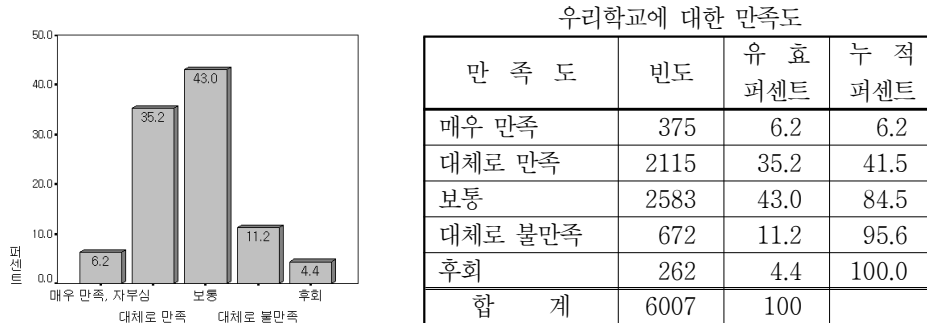 우리학교에 대한 만족도
50.0
40.0
30.0
20.0
10.0
0.0
퍼센트
6.2
35.2
43.0
11.2
4.4
매우 만족, 자부심 보통 후회
대체로 만족 대체로 불만족
만 족 도 빈도 유 효 퍼센트 누 적 퍼센트
매우 만족 375 6.2 6.2
대체로 만족 2115 35.2 41.5
보통 2583 43.0 84.5
대체로 불만족 672 11.2 95.6
후회 262 4.4 100.0
합 계 6007 100